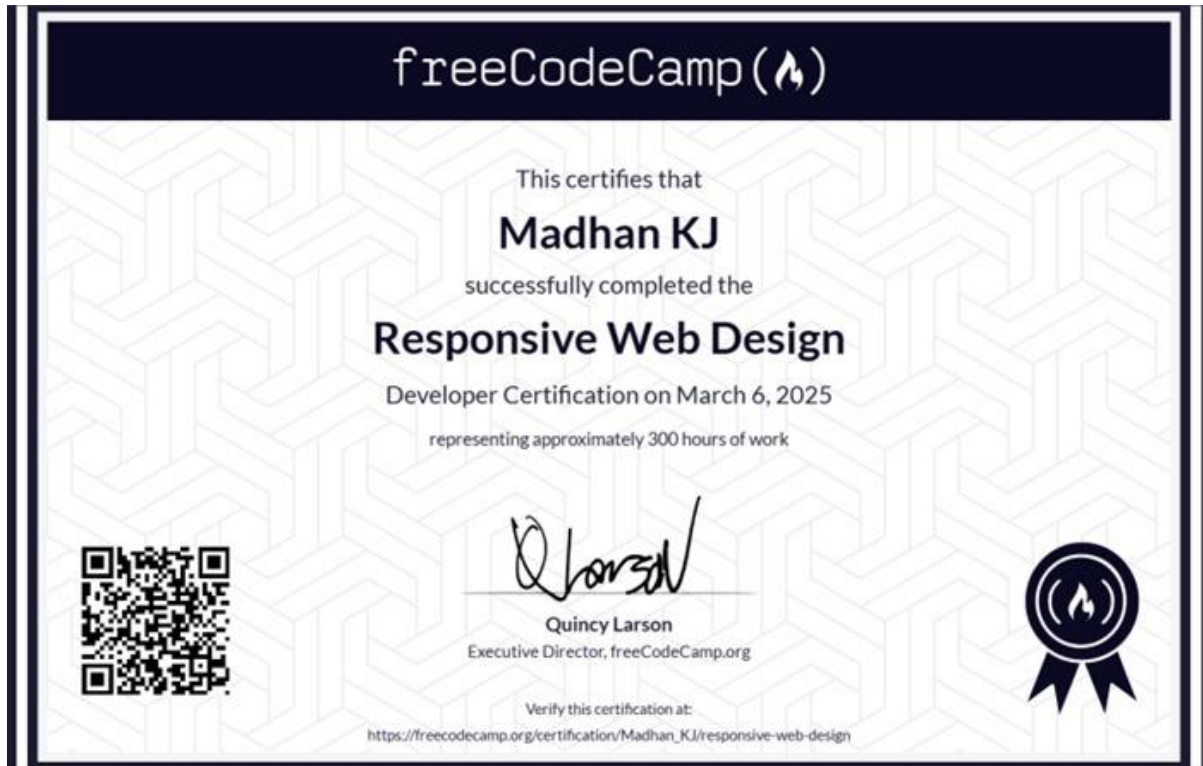 freeCodeCamp(🔥)
This certifies that
Madhan KJ
successfully completed the
Responsive Web Design
Developer Certification on March 6, 2025
representing approximately 300 hours of work
Quincy Larson
Executive Director, freeCodeCamp.org
Verify this certification at:
https://freecodecamp.org/certification/Madhan_KJ/responsive-web-design